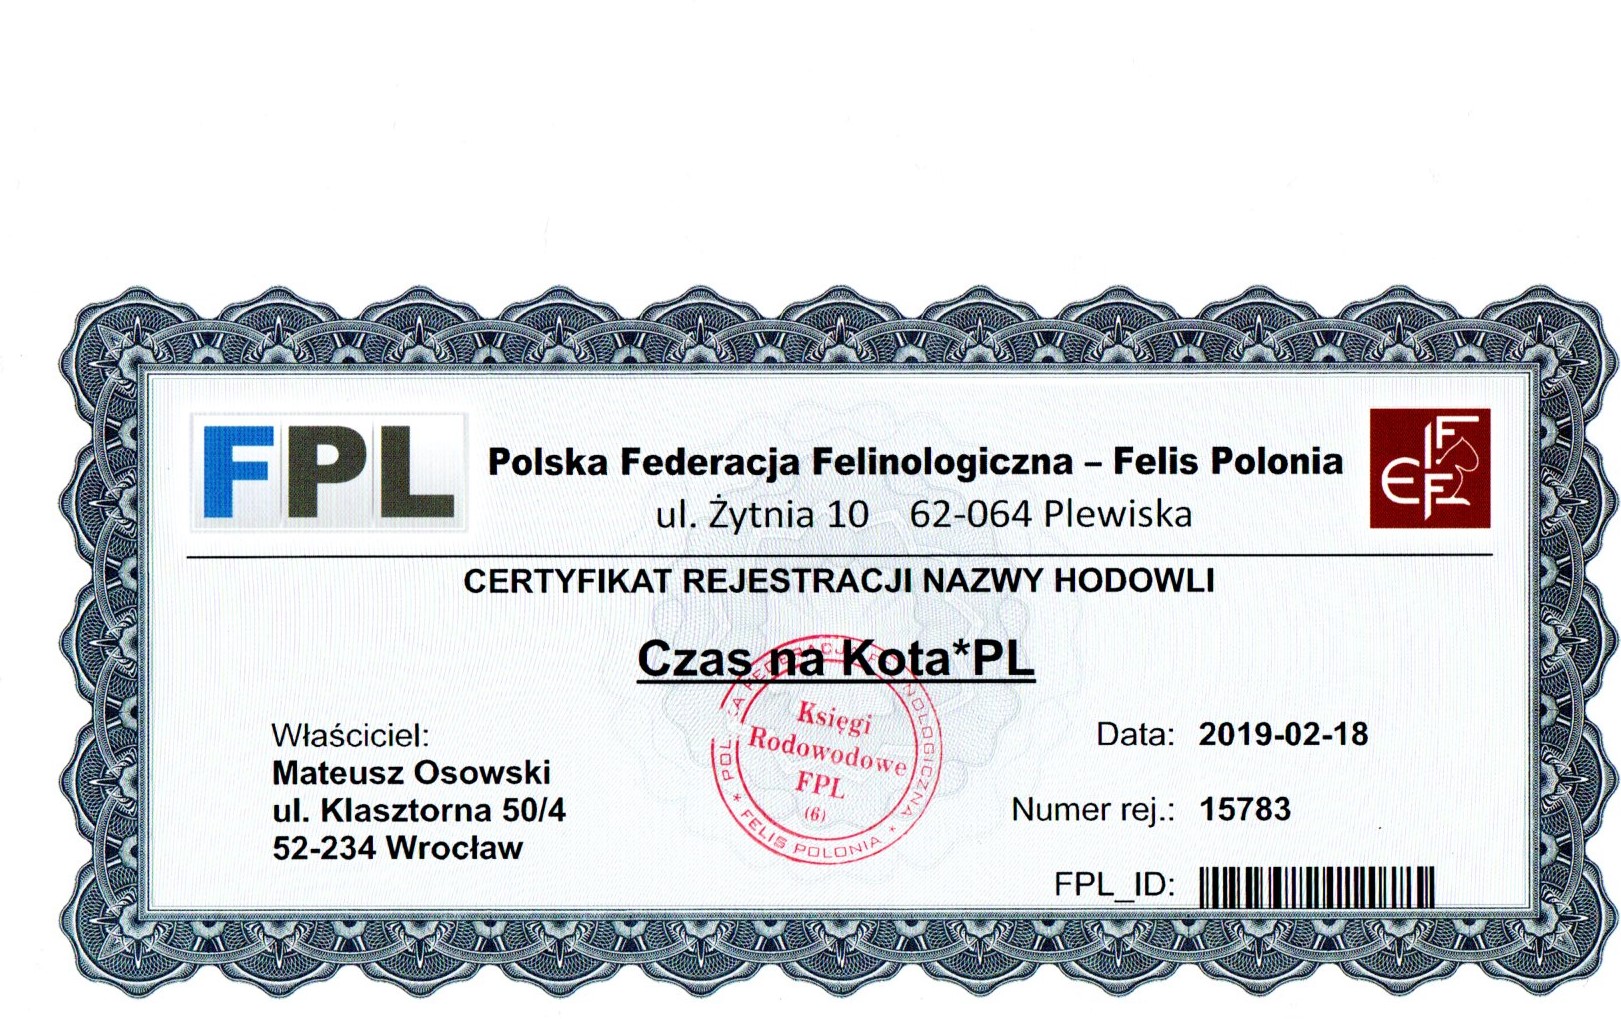 FPL
Polska Federacja Felinologiczna – Felis Polonia
ul. Żytnia 10 62-064 Plewiska
FIFE
CERTYFIKAT REJESTRACJI NAZWY HODOWLI
Czas na Kota*PL
Właściciel:
Mateusz Osowski
ul. Klasztorna 50/4
52-234 Wrocław
POLSKA FEDERACJA FELINOLOGICZNA
* FELIS POLONIA *
Księgi
Rodowodowe
FPL
(6)
Data: 2019-02-18
Numer rej.: 15783
FPL_ID: